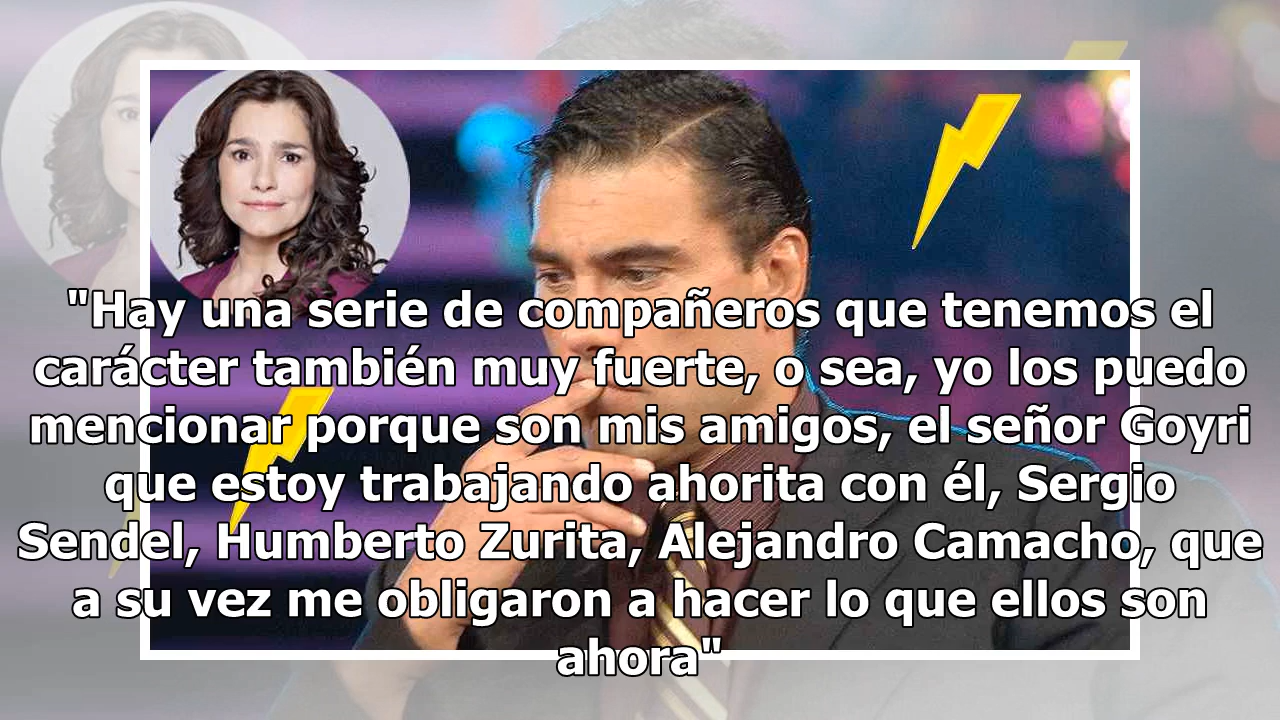 "Hay una serie de compañeros que tenemos el
carácter también muy fuerte, o sea, yo los puedo
mencionar porque son mis amigos, el señor Goyri
que estoy trabajando ahorita con él, Sergio
Sendel, Humberto Zurita, Alejandro Camacho, que
a su vez me obligaron a hacer lo que ellos son
ahora"